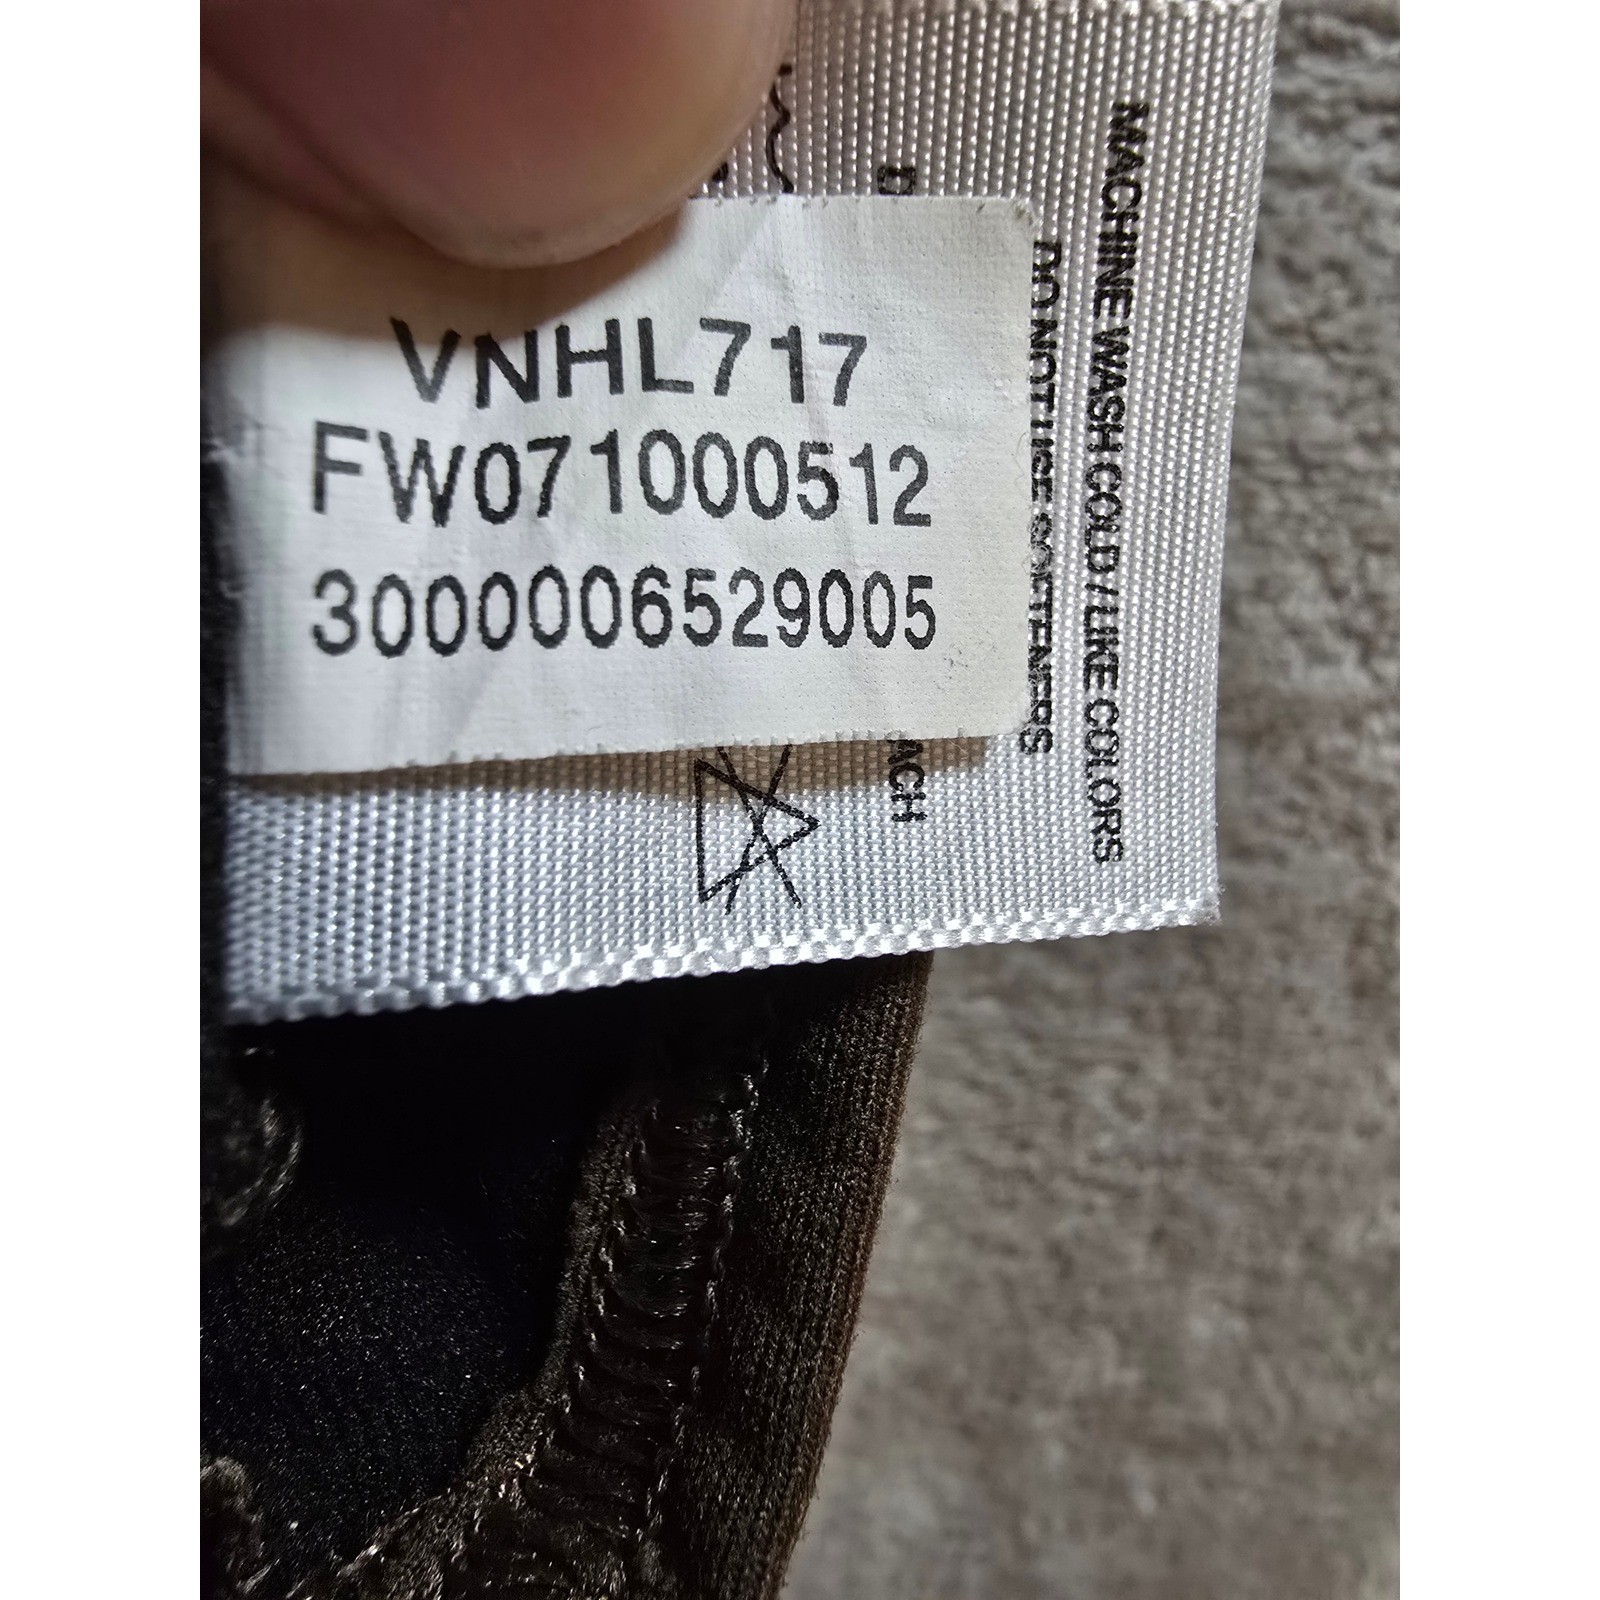 VNHL717
FW071000512
3000006529005
MACHINE WASH COLD / LIKE COLORS
DO NOT USE SOFTENERS